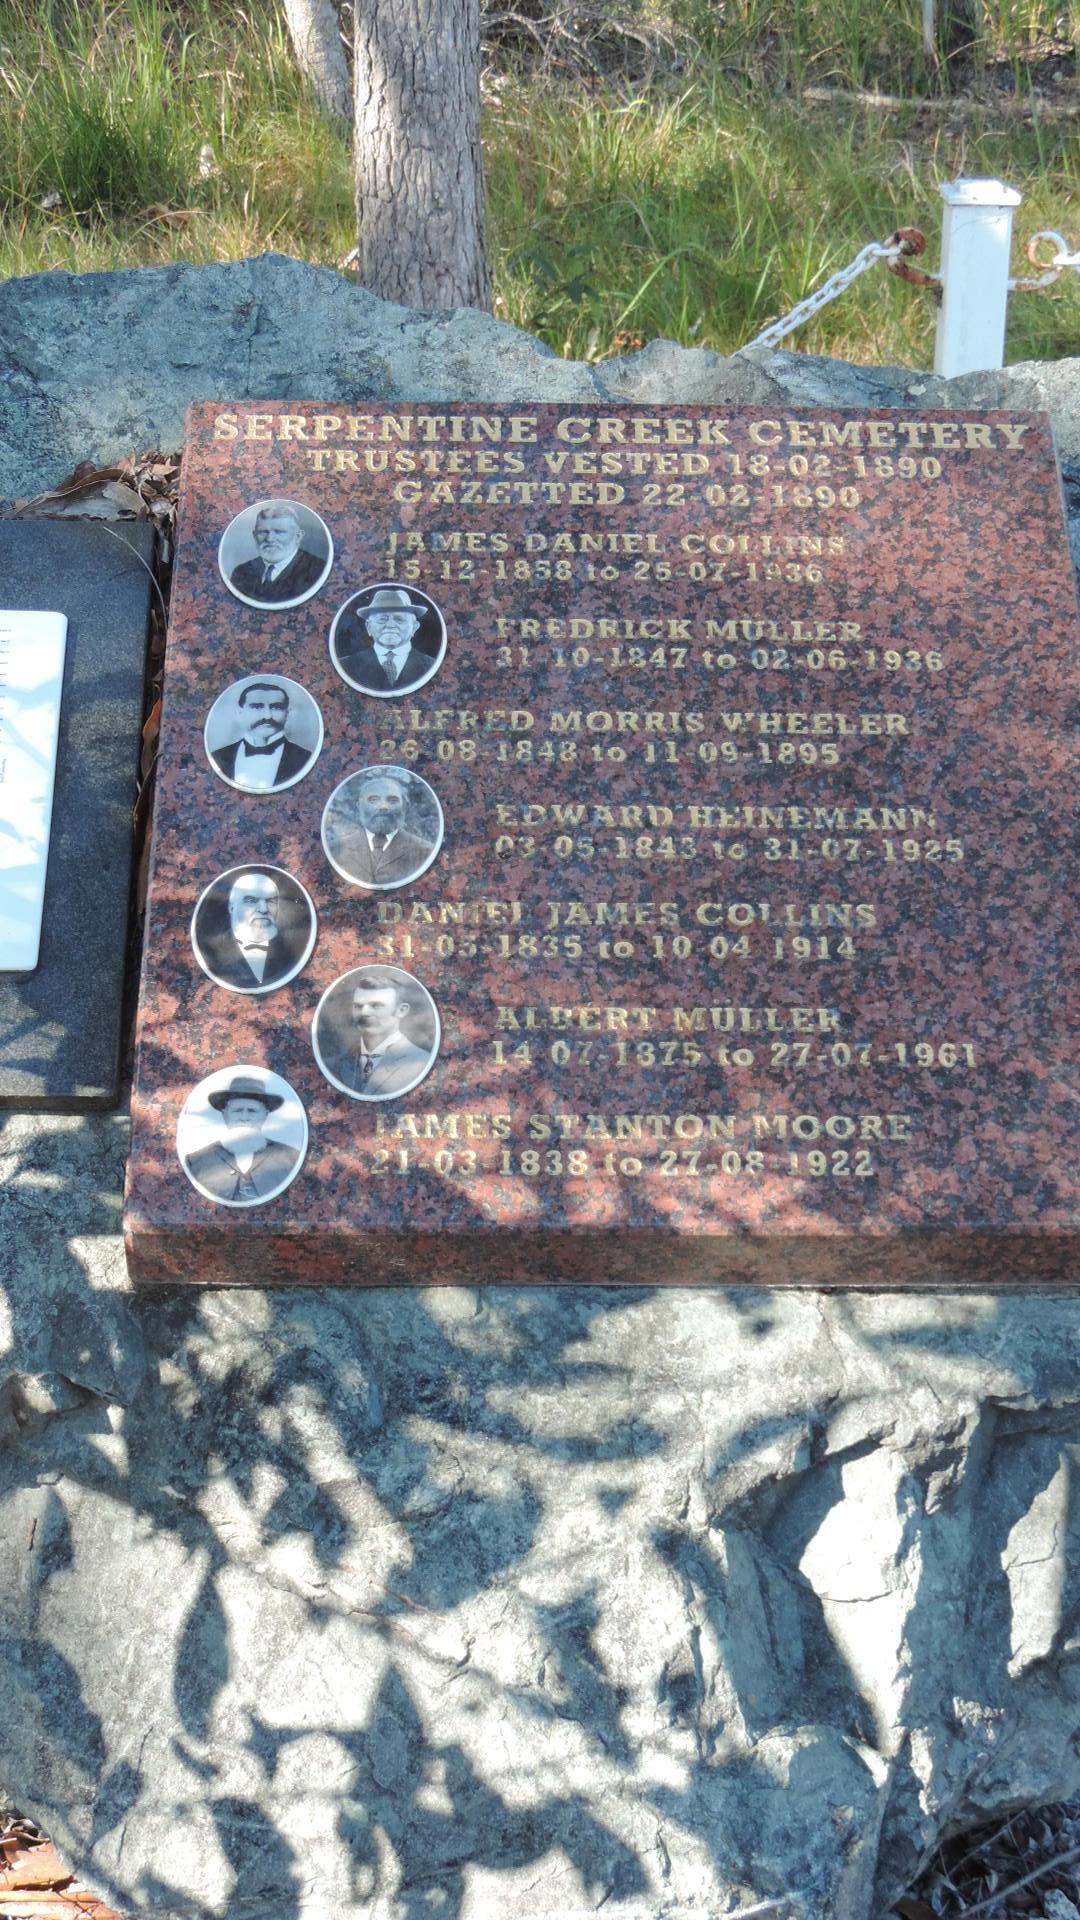 SERPENTINE CREEK CEMETERY
TRUSTEES VESTED 18-02-1890
GAZETTED 22-02-1890
JAMES DANIEL COLLINS
15-12-1858 to 25-07-1936
FREDRICK MÜLLER
31-10-1847 to 02-06-1936
ALFRED MORRIS WHEELER
26-08-1848 to 11-09-1895
EDWARD HEINEMANN
03-05-1843 to 31-07-1925
DANIEL JAMES COLLINS
31-05-1835 to 10-04-1914
ALBERT MÜLLER
14-07-1875 to 27-07-1961
JAMES STANTON MOORE
21-03-1838 to 27-08-1922